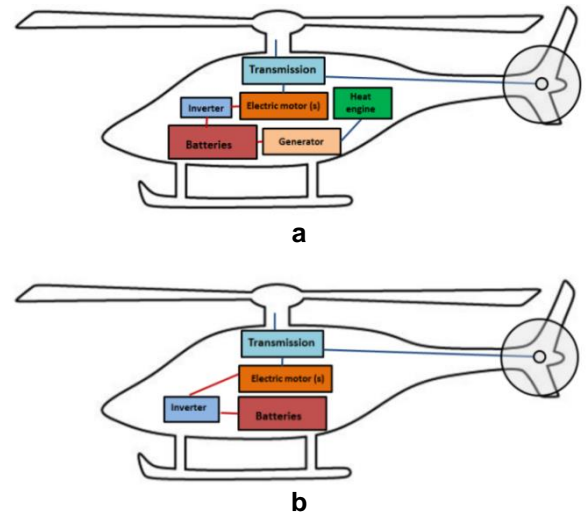 Transmission
Heat
engine
Inverter
Electric motor (s)
Batteries
Generator
a
Transmission
Electric motor (s)
Inverter
Batteries
b